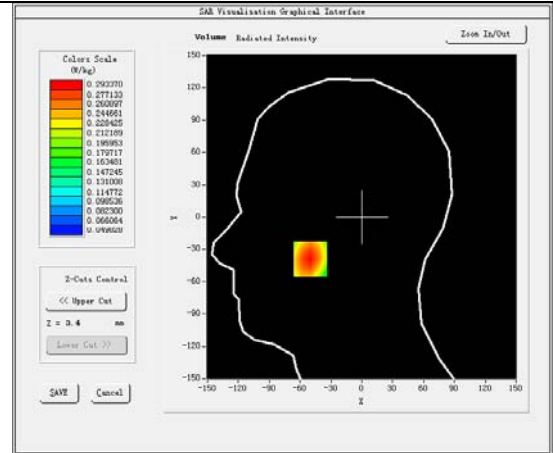 SAR Visualisation Graphical Interface
Volume Radiated Intensity
Zoom In/Out
Colors Scale
(W/kg)
0.293370
0.277133
0.260897
0.244661
0.228425
0.212189
0.195953
0.179717
0.163481
0.147245
0.131008
0.114772
0.098536
0.082300
0.066064
0.049828
Z-Cuts Control
<< Upper Cut
Z = 3.4 mm
Lower Cut >>
SAVE Cancel
150
120
90
60
30
0
-30
-60
-90
-120
-150
Y
-150 -120 -90 -60 -30 0 30 60 90 120 150
X